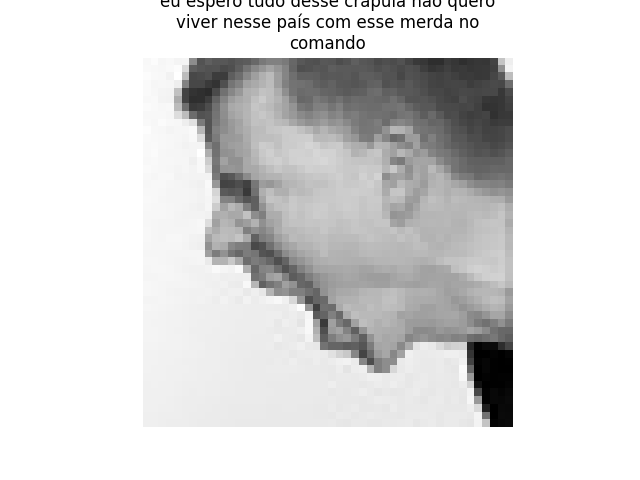 eu espero tudo desse crápula não quero
viver nesse país com esse merda no
comando